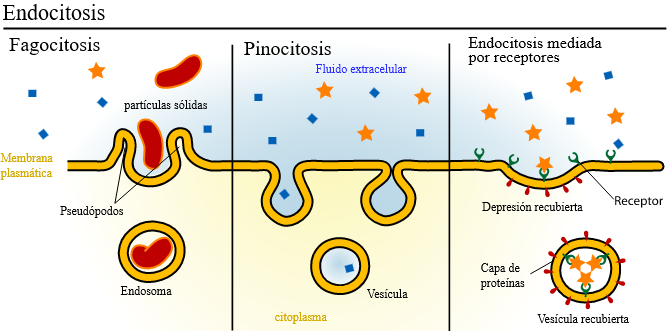 Endocitosis
Fagocitosis
partículas sólidas
Membrana
plasmática
Pseudópodos
Endosoma
Pinocitosis
Fluido extracelular
Vesícula
citoplasma
Endocitosis mediada
por receptores
Depresión recubierta
Receptor
Capa de
proteínas
Vesícula recubierta